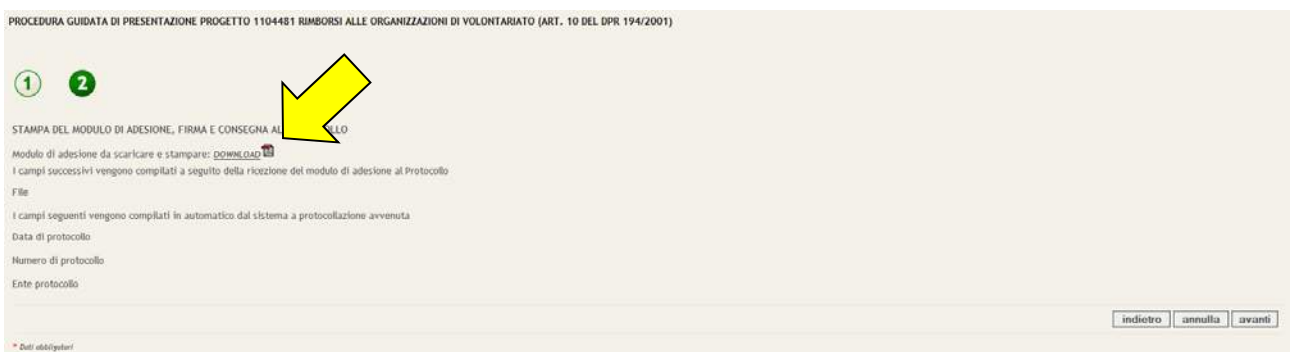 PROCEDURA GUIDATA DI PRESENTAZIONE PROGETTO 1104481 RIMBORSI ALLE ORGANIZZAZIONI DI VOLONTARIATO (ART. 10 DEL DPR 194/2001)
1 2
STAMPA DEL MODULO DI ADESIONE, FIRMA E CONSEGNA AL LLO
Modulo di adesione da scaricare e stampare: DOWNLOAD
I campi successivi vengono compilati a seguito della ricezione del modulo di adesione al Protocollo
File
I campi seguenti vengono compilati in automatico dal sistema a protocollazione avvenuta
Data di protocollo
Numero di protocollo
Ente protocollo
indietro annulla avanti
* Dati obbligatori